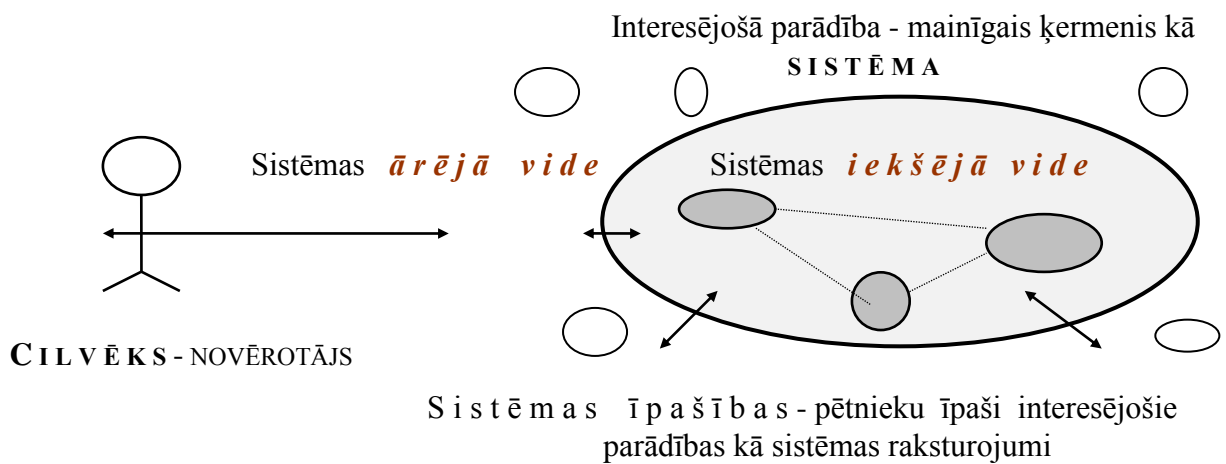 Interesējošā parādība - mainīgais ķermenis kā
SISTĒMA
Sistēmas ārējā vide
Sistēmas iekšējā vide
CILVĒKS - NOVĒROTĀJS
Sistēmas īpašības - pētnieku īpaši interesējošie
parādības kā sistēmas raksturojumi